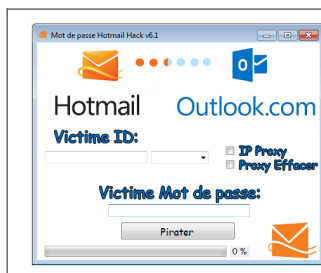 Mot de passe Hotmail Hack v6.1
Hotmail Outlook.com
Victime ID:
IP Proxy
Proxy Effacer
Victime Mot de passe:
Pirater
0 %